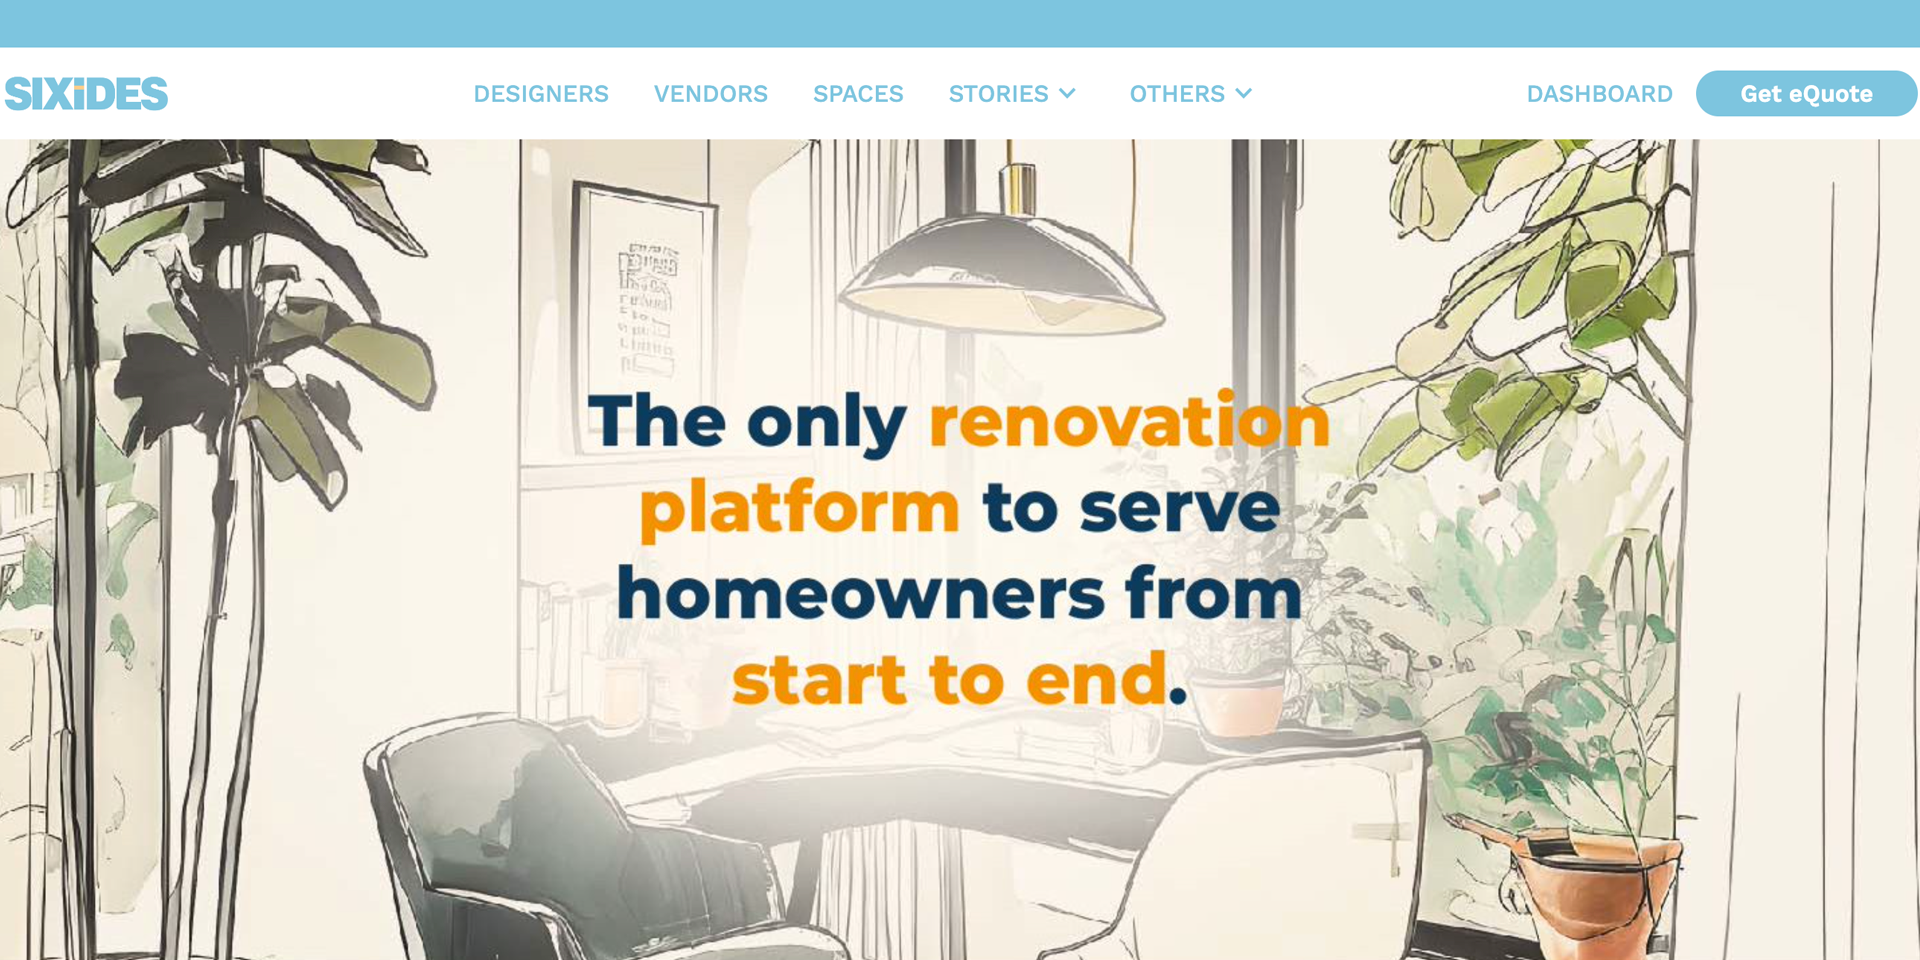 SIXiDES
DESIGNERS VENDORS SPACES STORIES OTHERS DASHBOARD Get eQuote
The only renovation
platform to serve
homeowners from
start to end.